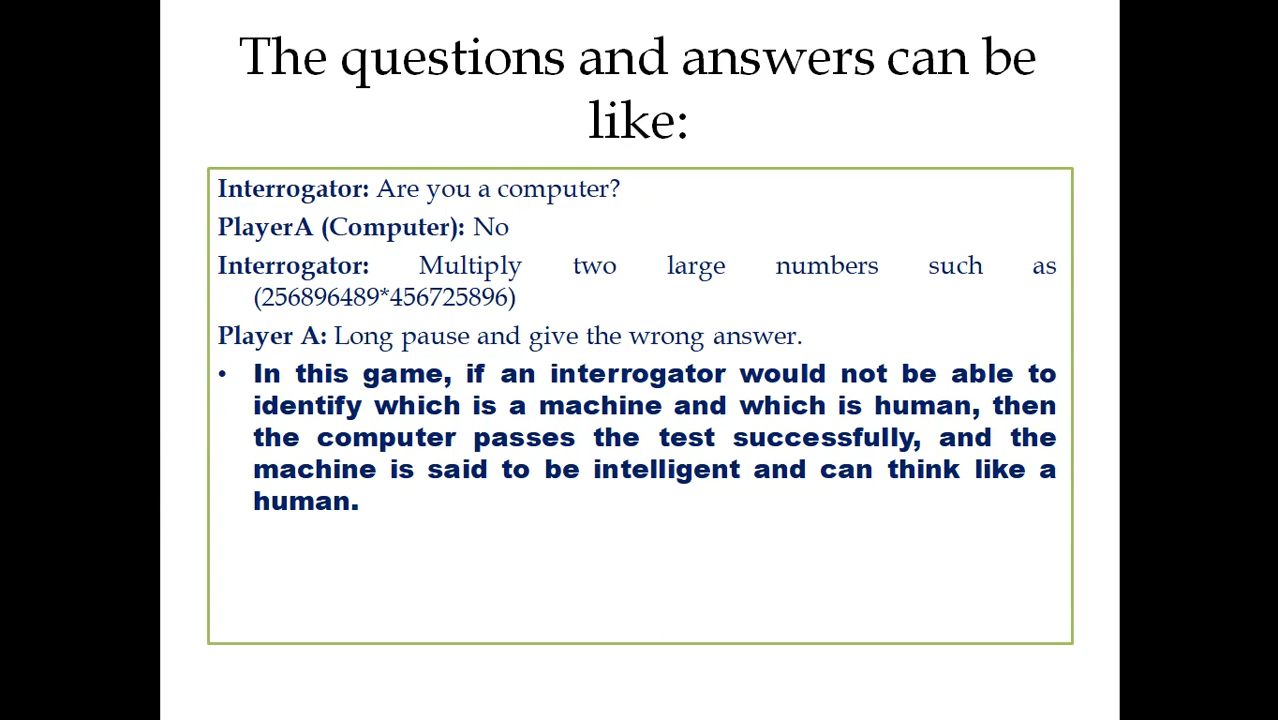 The questions and answers can be
like:
Interrogator: Are you a computer?
PlayerA (Computer): No
Interrogator: Multiply two large numbers such as
(256896489*456725896)
Player A: Long pause and give the wrong answer.
• In this game, if an interrogator would not be able to
identify which is a machine and which is human, then
the computer passes the test successfully, and the
machine is said to be intelligent and can think like a
human.